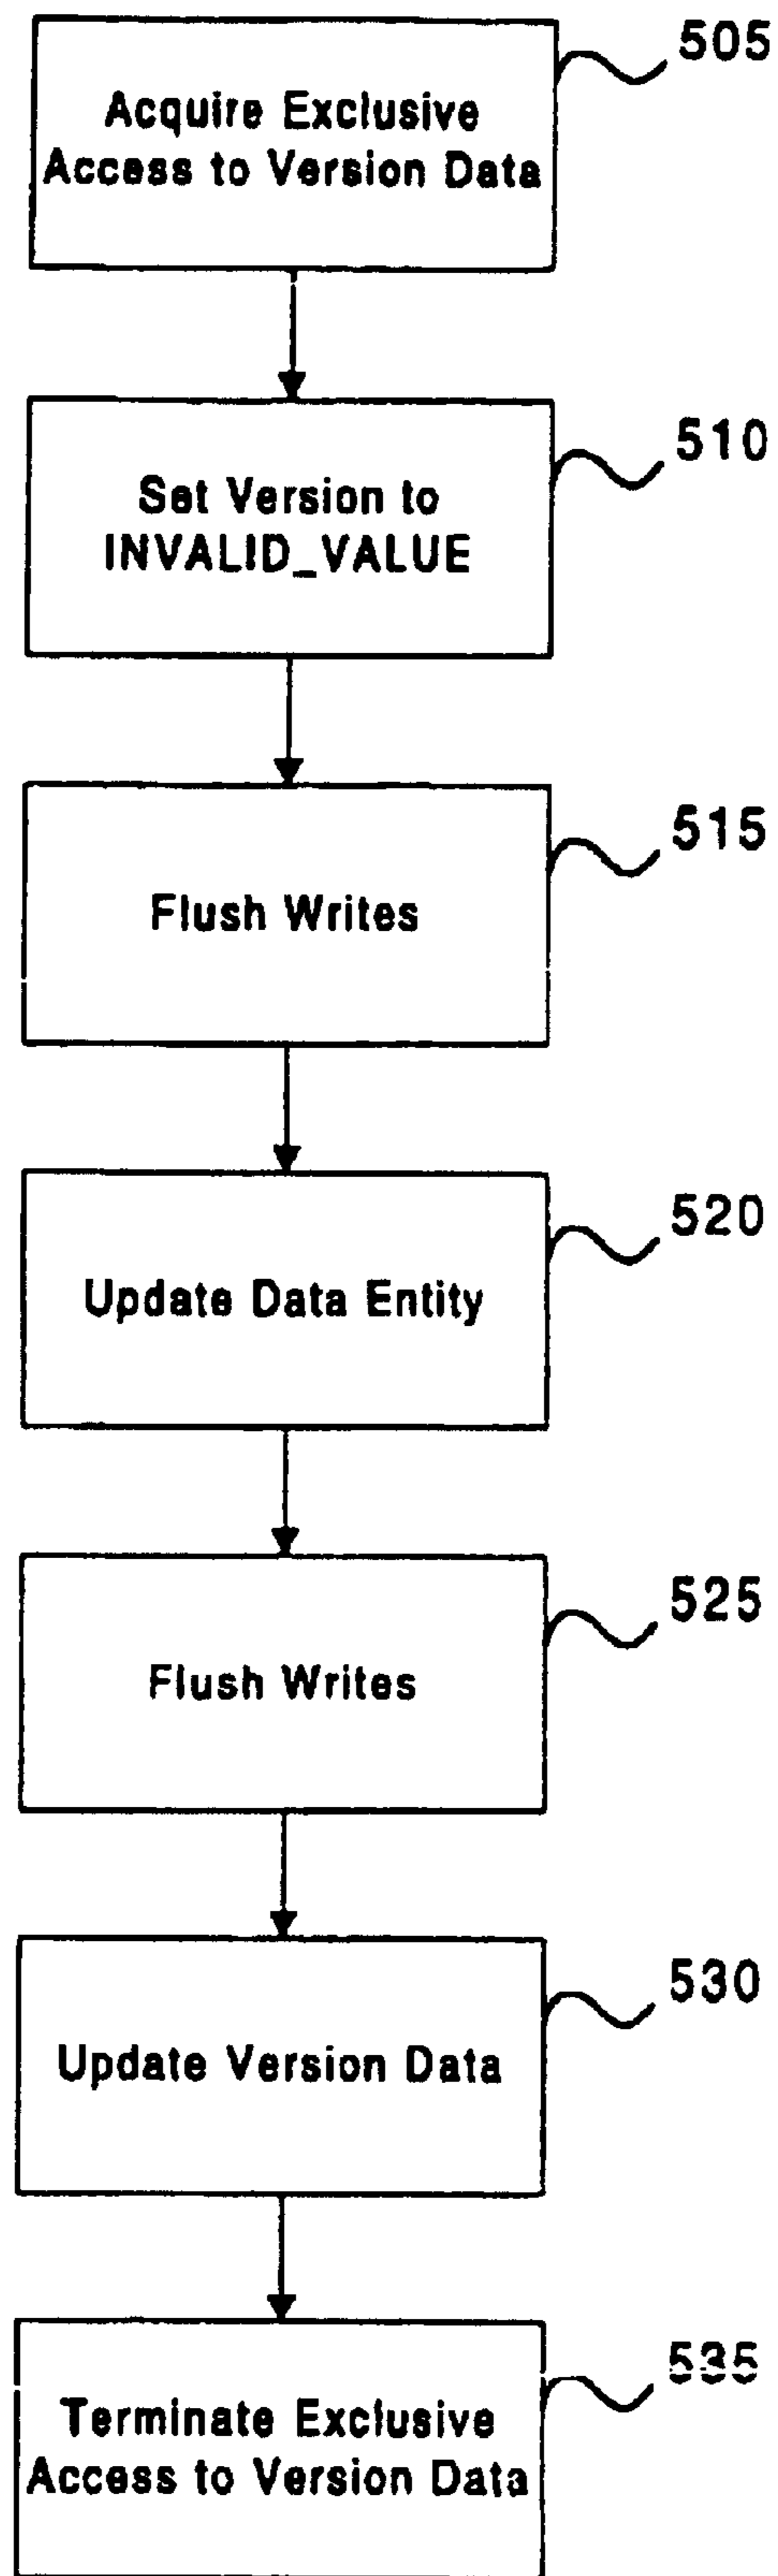 505
Acquire Exclusive
Access to Version Data
510
Set Version to
INVALID_VALUE
515
Flush Writes
520
Update Data Entity
525
Flush Writes
530
Update Version Data
535
Terminate Exclusive
Access to Version Data